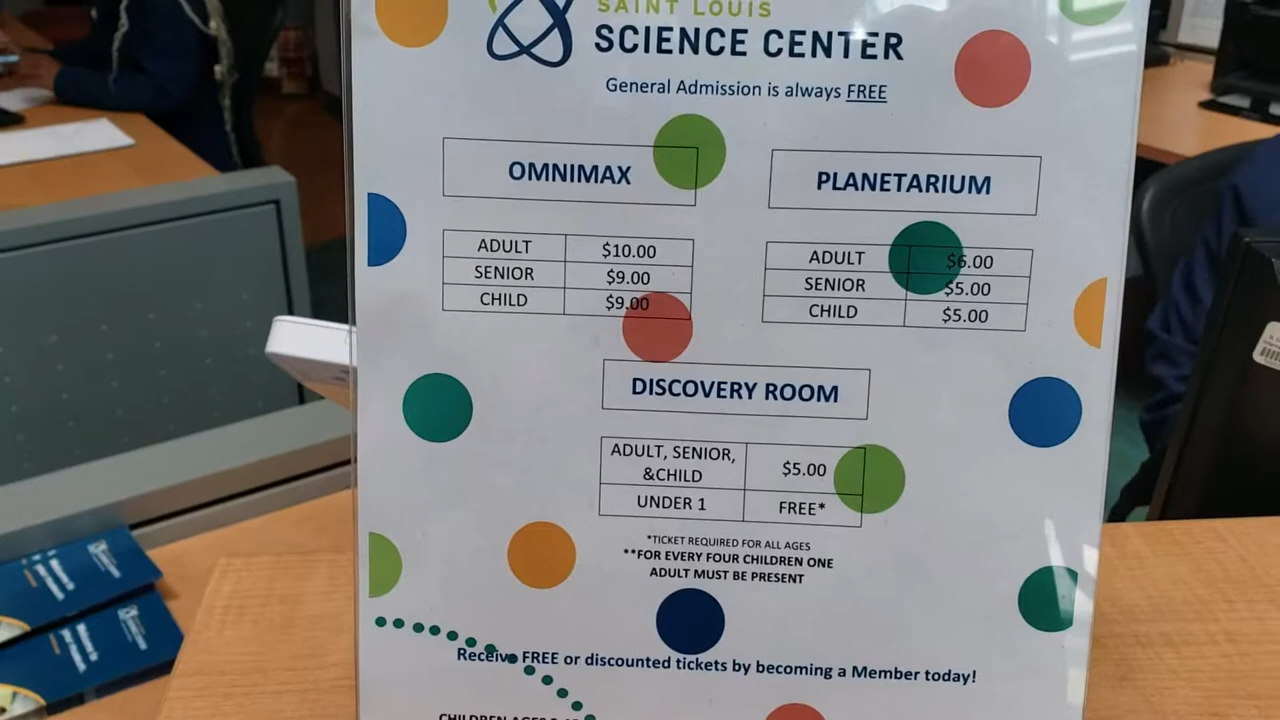 SAINT LOUIS
SCIENCE CENTER
General Admission is always FREE
OMNIMAX
ADULT $10.00
SENIOR $9.00
CHILD $9.00
PLANETARIUM
ADULT $6.00
SENIOR $5.00
CHILD $5.00
DISCOVERY ROOM
ADULT, SENIOR,
&CHILD $5.00
UNDER 1 FREE*
*TICKET REQUIRED FOR ALL AGES
**FOR EVERY FOUR CHILDREN ONE
ADULT MUST BE PRESENT
Receive FREE or discounted tickets by becoming a Member today!
CHILDREN AGES